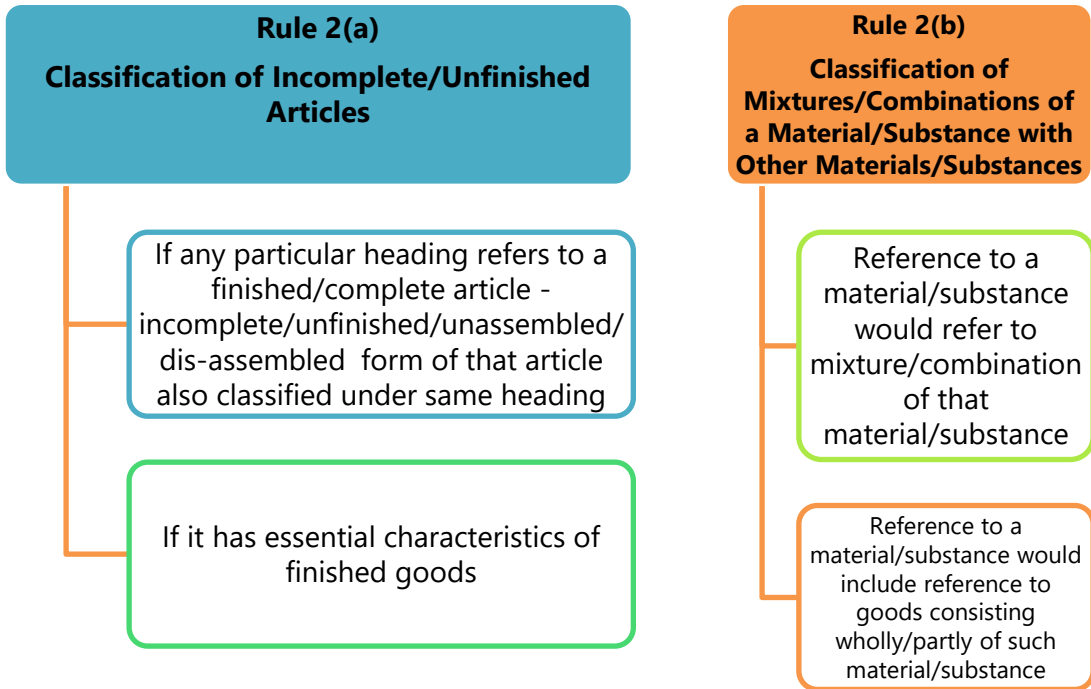 Rule 2(a)
Classification of Incomplete/Unfinished
Articles
If any particular heading refers to a
finished/complete article -
incomplete/unfinished/unassembled/
dis-assembled form of that article
also classified under same heading
If it has essential characteristics of
finished goods
Rule 2(b)
Classification of
Mixtures/Combinations of
a Material/Substance with
Other Materials/Substances
Reference to a
material/substance
would refer to
mixture/combination
of that
material/substance
Reference to a
material/substance would
include reference to
goods consisting
wholly/partly of such
material/substance